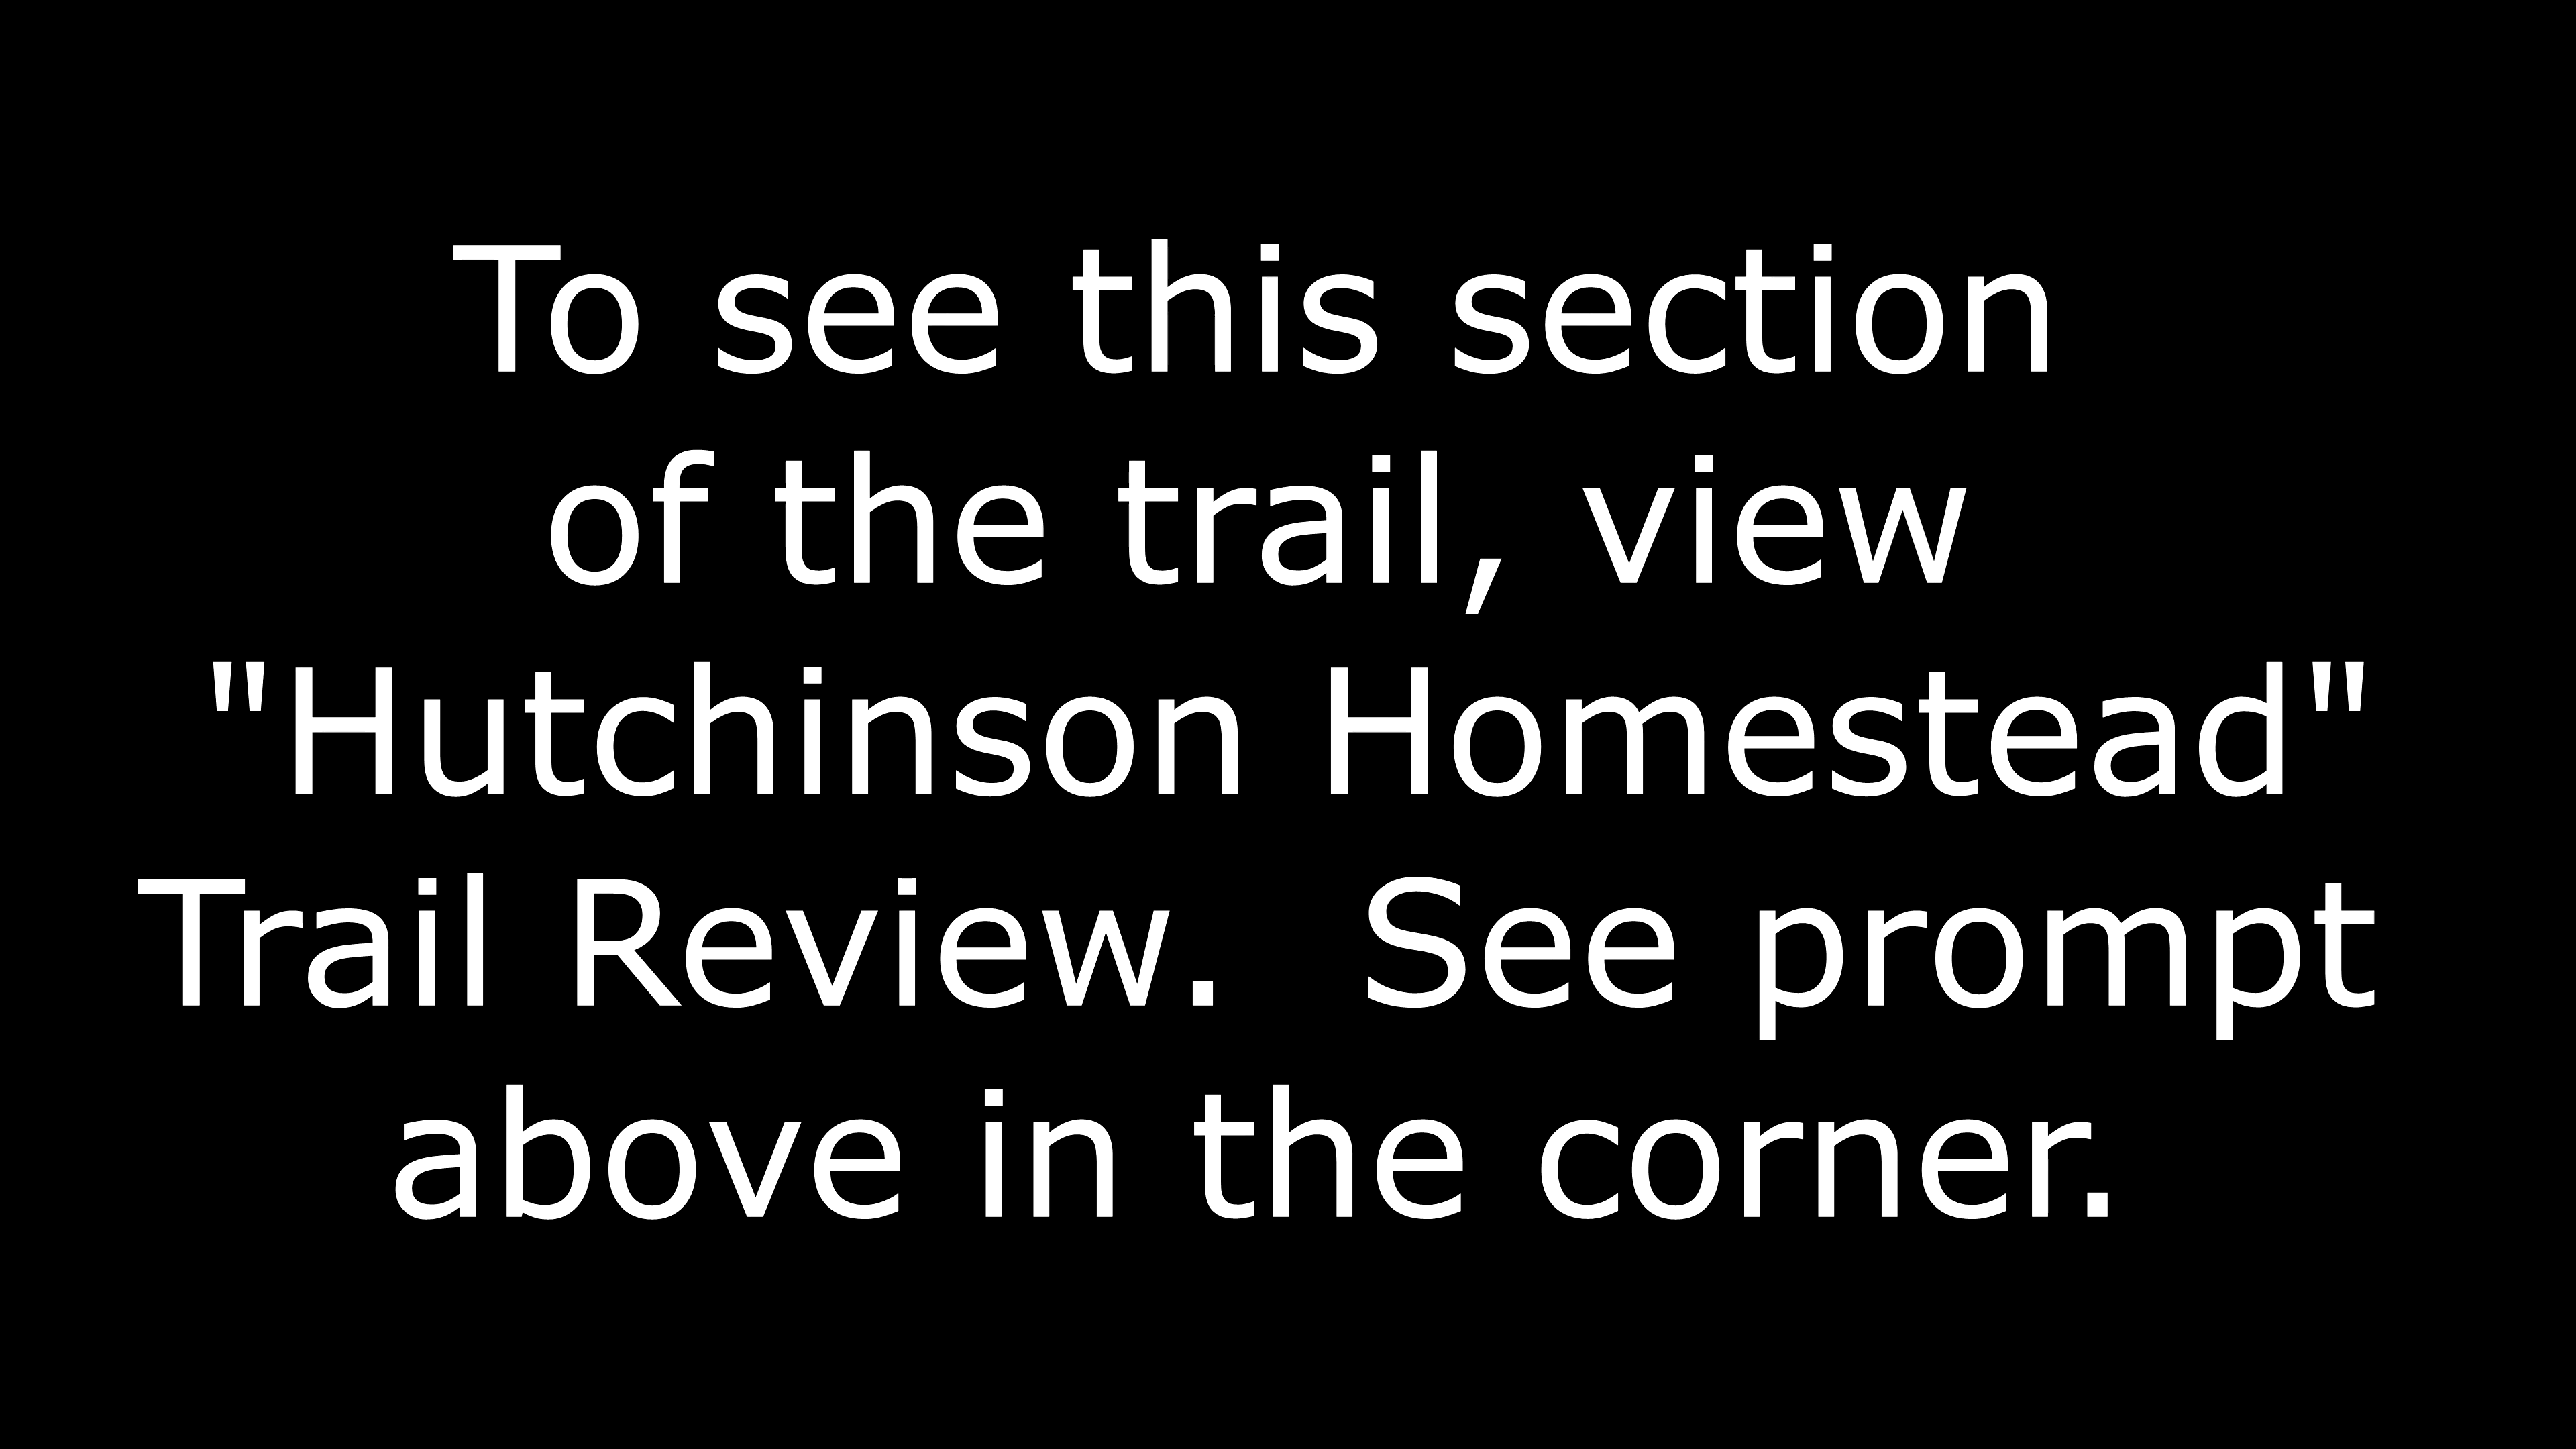 To see this section
of the trail, view
"Hutchinson Homestead"
Trail Review.  See prompt
above in the corner.